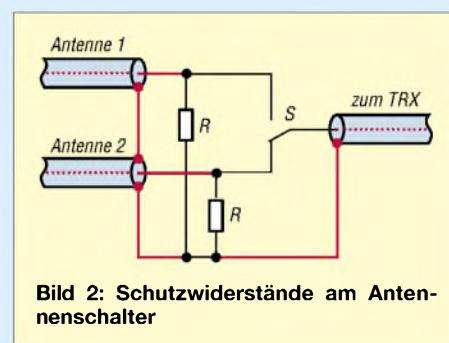 Antenne 1
zum TRX
S
R
Antenne 2
R
Bild 2: Schutzwiderstände am Anten-
nenschalter